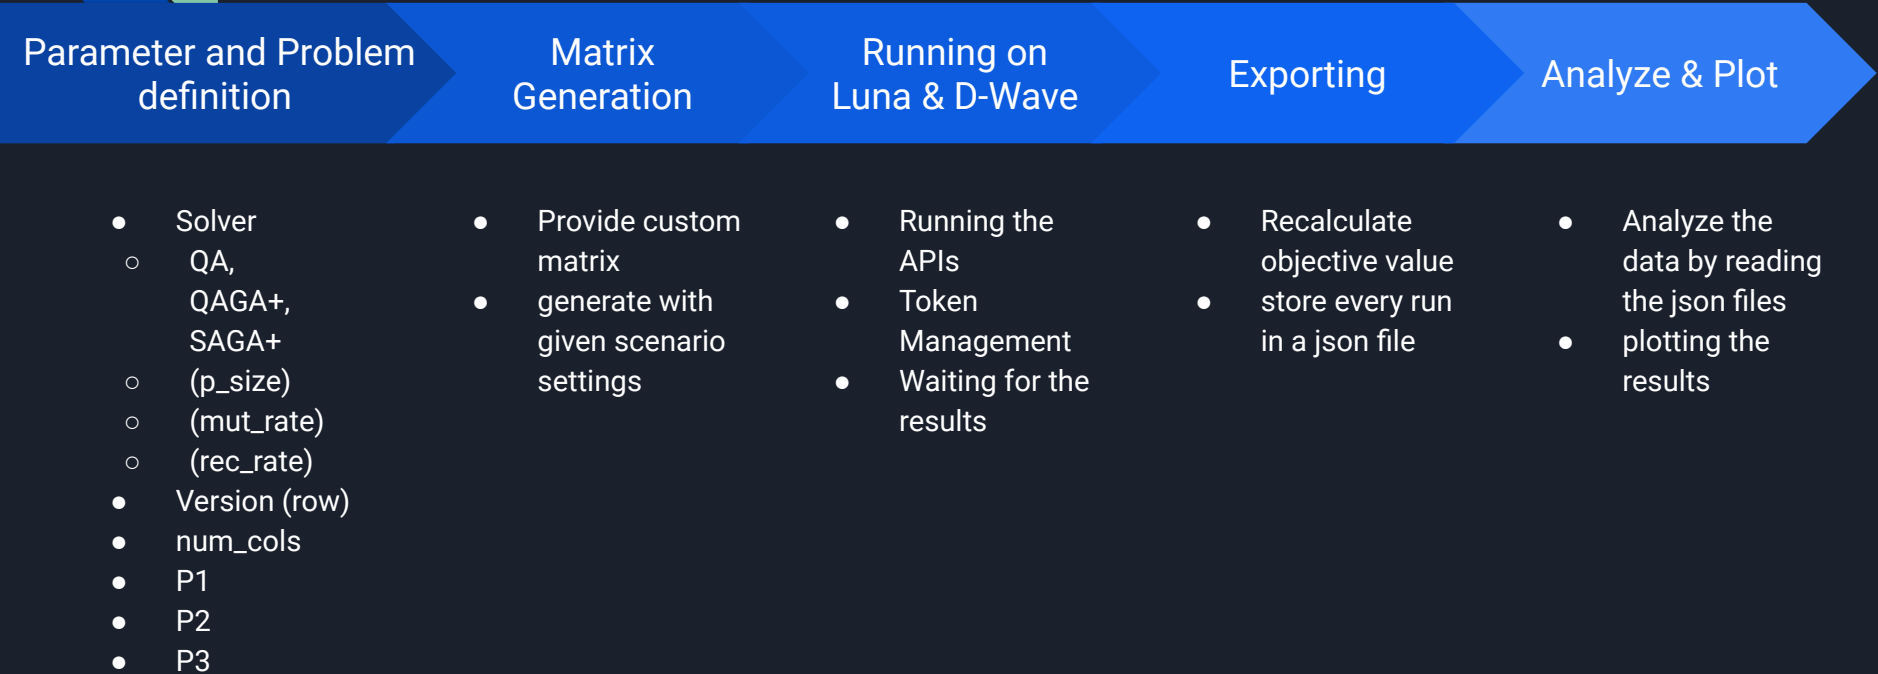 Parameter and Problem
definition
Matrix
Generation
Running on
Luna & D-Wave
Exporting
Analyze & Plot
● Solver
○ QA,
QAGA+,
SAGA+
○ (p_size)
○ (mut_rate)
○ (rec_rate)
● Version (row)
● num_cols
● P1
● P2
● P3
● Provide custom
matrix
● generate with
given scenario
settings
● Running the
APIs
● Token
Management
● Waiting for the
results
● Recalculate
objective value
● store every run
in a json file
● Analyze the
data by reading
the json files
● plotting the
results